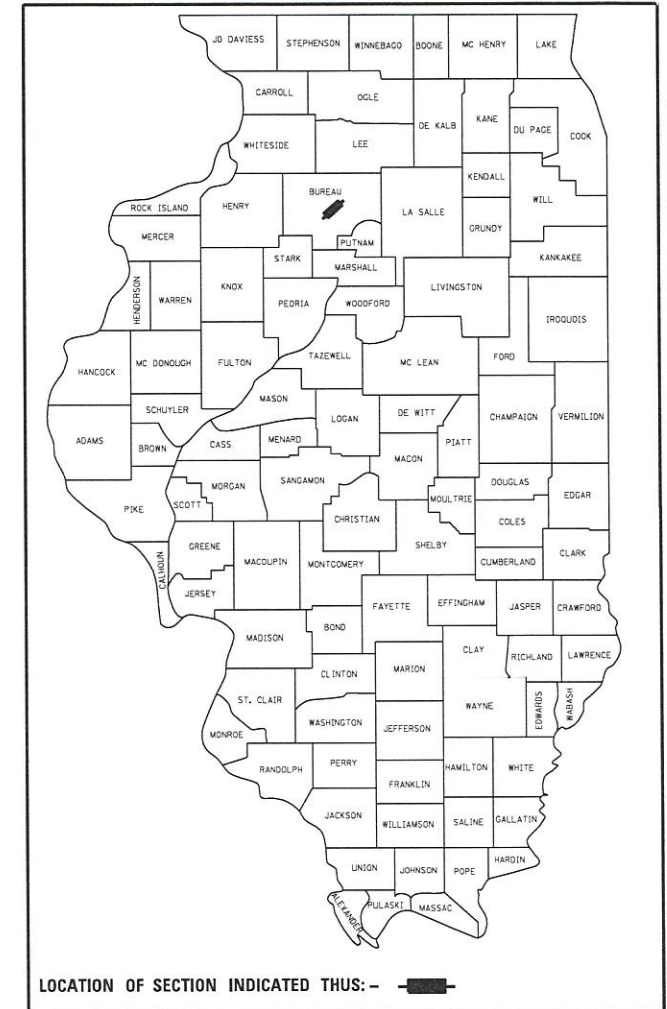 JO DAVIESS STEPHENSON WINNEBAGO BOONE MC HENRY LAKE
CARROLL OGLE DE KALB KANE DU PAGE COOK
WHITESIDE LEE
KENDALL WILL
BUREAU LA SALLE
ROCK ISLAND HENRY GRUNDY
MERCER PUTNAM
STARK MARSHALL KANKAKEE
HENDERSON WARREN KNOX PEORIA WOODFORD LIVINGSTON IROQUOIS
HANCOCK MC DONOUGH FULTON TAZEWELL MC LEAN FORD
MASON
SCHUYLER LOGAN DE WITT CHAMPAIGN VERMILION
ADAMS BROWN CASS MENARD PIATT
MACON
MORGAN SANGAMON DOUGLAS
PIKE SCOTT MOULTRIE EDGAR
CHRISTIAN COLES
GREENE SHELBY
CALHOUN MACOUPIN MONTGOMERY CUMBERLAND CLARK
JERSEY FAYETTE EFFINGHAM JASPER CRAWFORD
MADISON BOND
CLAY RICHLAND LAWRENCE
CLINTON MARION
ST. CLAIR WAYNE EDWARDS WABASH
WASHINGTON JEFFERSON
MONROE
RANDOLPH PERRY HAMILTON WHITE
FRANKLIN
JACKSON WILLIAMSON SALINE GALLATIN
UNION JOHNSON POPE HARDIN
ALEXANDER PULASKI MASSAC
LOCATION OF SECTION INDICATED THUS:–